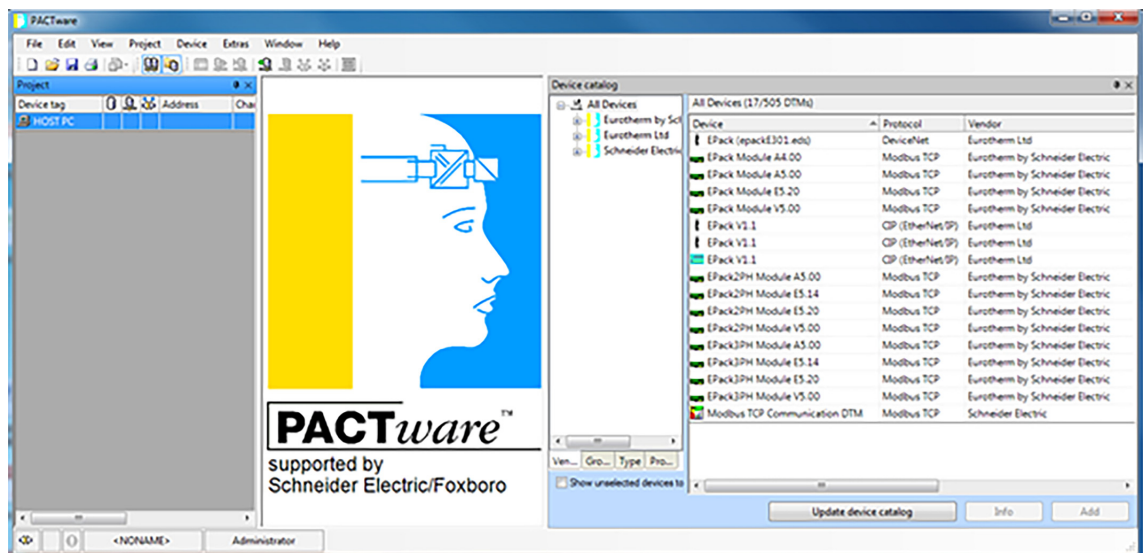 PACTware
File Edit View Project Device Extras Window Help
Project
Device tag Address Cha
HOST PC
PACTware™
supported by
Schneider Electric/Foxboro
Device catalog
All Devices
Eurotherm by Sch
Eurotherm Ltd
Schneider Electric
Ven... Gro... Type Pro...
Show unselected devices to
All Devices (17/505 DTMs)
Device Protocol Vendor
EPack (epackE301.eds) DeviceNet Eurotherm Ltd
EPack Module A4.00 Modbus TCP Eurotherm by Schneider Electric
EPack Module A5.00 Modbus TCP Eurotherm by Schneider Electric
EPack Module E5.20 Modbus TCP Eurotherm by Schneider Electric
EPack Module V5.00 Modbus TCP Eurotherm by Schneider Electric
EPack V1.1 CIP (EtherNet/IP) Eurotherm Ltd
EPack V1.1 CIP (EtherNet/IP) Eurotherm Ltd
EPack V1.1 CIP (EtherNet/IP) Eurotherm Ltd
EPack2PH Module A5.00 Modbus TCP Eurotherm by Schneider Electric
EPack2PH Module E5.14 Modbus TCP Eurotherm by Schneider Electric
EPack2PH Module E5.20 Modbus TCP Eurotherm by Schneider Electric
EPack2PH Module V5.00 Modbus TCP Eurotherm by Schneider Electric
EPack3PH Module A5.00 Modbus TCP Eurotherm by Schneider Electric
EPack3PH Module E5.14 Modbus TCP Eurotherm by Schneider Electric
EPack3PH Module E5.20 Modbus TCP Eurotherm by Schneider Electric
EPack3PH Module V5.00 Modbus TCP Eurotherm by Schneider Electric
Modbus TCP Communication DTM Modbus TCP Schneider Electric
Update device catalog Info Add
<NONAME> Administrator